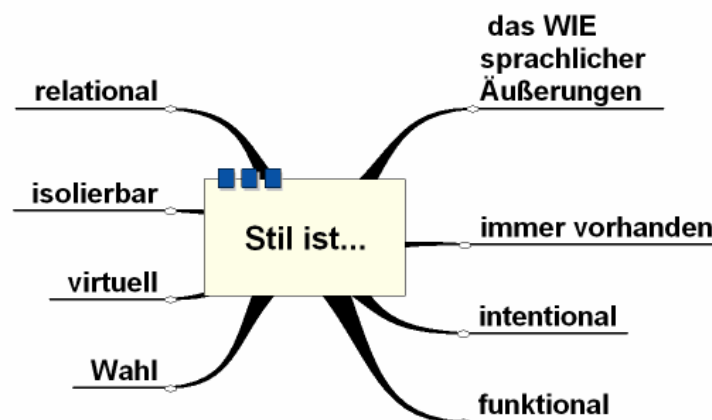 das WIE
sprachlicher
Äußerungen
relational
isolierbar
immer vorhanden
Stil ist...
virtuell
intentional
Wahl
funktional